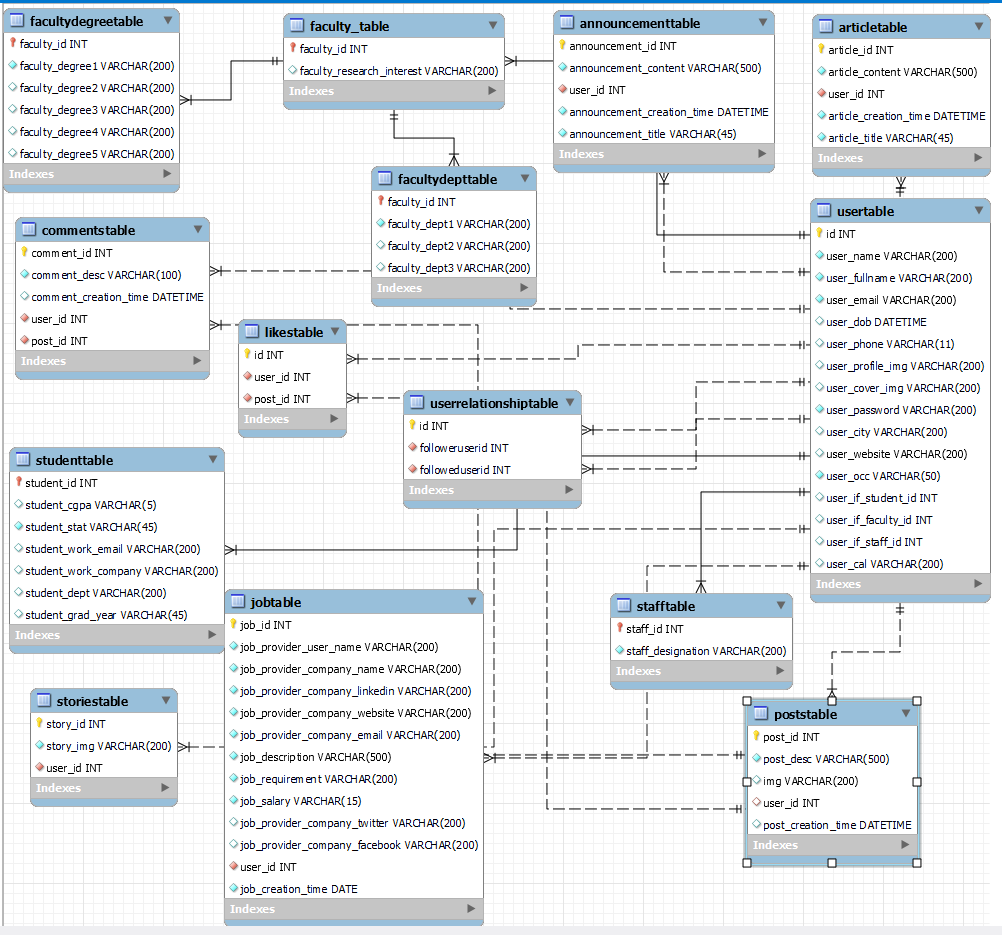 facultydegreetable
faculty_id INT
faculty_degree1 VARCHAR(200)
faculty_degree2 VARCHAR(200)
faculty_degree3 VARCHAR(200)
faculty_degree4 VARCHAR(200)
faculty_degree5 VARCHAR(200)
Indexes
faculty_table
faculty_id INT
faculty_research_interest VARCHAR(200)
Indexes
announcementtable
announcement_id INT
announcement_content VARCHAR(500)
user_id INT
announcement_creation_time DATETIME
announcement_title VARCHAR(45)
Indexes
articletable
article_id INT
article_content VARCHAR(500)
user_id INT
article_creation_time DATETIME
article_title VARCHAR(45)
Indexes
facultydepttable
faculty_id INT
faculty_dept1 VARCHAR(200)
faculty_dept2 VARCHAR(200)
faculty_dept3 VARCHAR(200)
Indexes
usertable
id INT
user_name VARCHAR(200)
user_fullname VARCHAR(200)
user_email VARCHAR(200)
user_dob DATETIME
user_phone VARCHAR(11)
user_profile_img VARCHAR(200)
user_cover_img VARCHAR(200)
user_password VARCHAR(200)
user_city VARCHAR(200)
user_website VARCHAR(200)
user_occ VARCHAR(50)
user_if_student_id INT
user_if_faculty_id INT
user_if_staff_id INT
user_cal VARCHAR(200)
Indexes
commentstable
comment_id INT
comment_desc VARCHAR(100)
comment_creation_time DATETIME
user_id INT
post_id INT
Indexes
likestable
id INT
user_id INT
post_id INT
Indexes
userrelationshiptable
id INT
followeruserid INT
followeduserid INT
Indexes
studenttable
student_id INT
student_cgpa VARCHAR(5)
student_stat VARCHAR(45)
student_work_email VARCHAR(200)
student_work_company VARCHAR(200)
student_dept VARCHAR(200)
student_grad_year VARCHAR(45)
Indexes
jobtable
job_id INT
job_provider_user_name VARCHAR(200)
job_provider_company_name VARCHAR(200)
job_provider_company_linkedin VARCHAR(200)
job_provider_company_website VARCHAR(200)
job_provider_company_email VARCHAR(200)
job_description VARCHAR(500)
job_requirement VARCHAR(200)
job_salary VARCHAR(15)
job_provider_company_twitter VARCHAR(200)
job_provider_company_facebook VARCHAR(200)
user_id INT
job_creation_time DATE
Indexes
stafftable
staff_id INT
staff_designation VARCHAR(200)
Indexes
storiestable
story_id INT
story_img VARCHAR(200)
user_id INT
Indexes
poststable
post_id INT
post_desc VARCHAR(500)
img VARCHAR(200)
user_id INT
post_creation_time DATETIME
Indexes